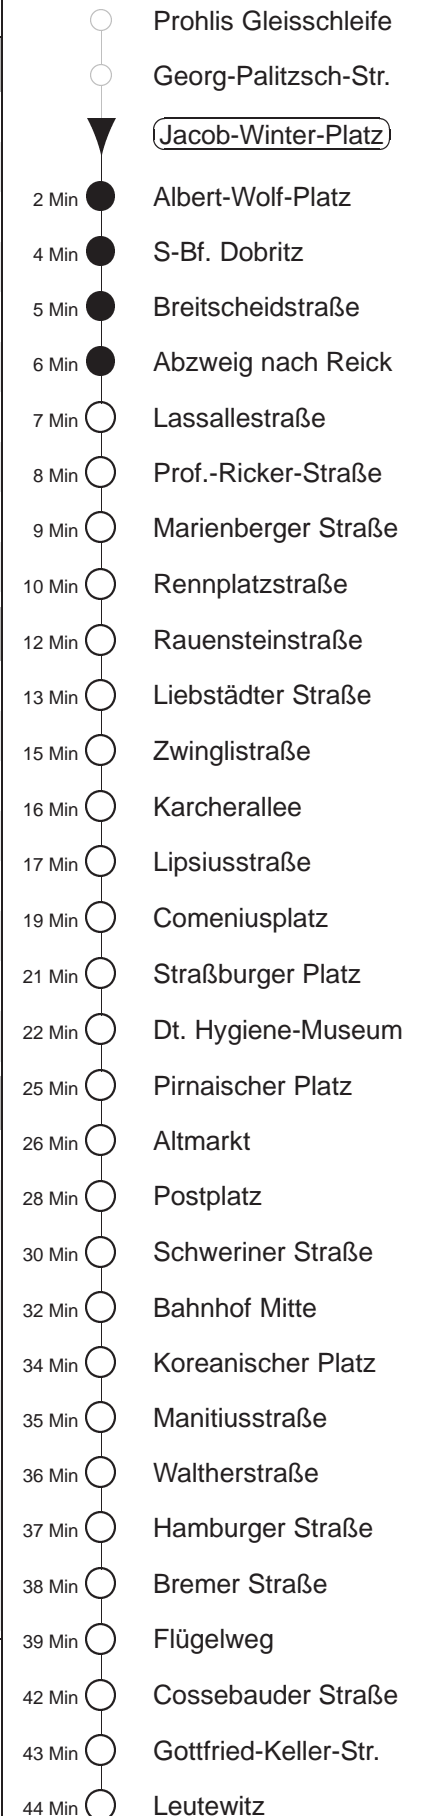 Prohlis Gleisschleife
Georg-Palitzsch-Str.
Jacob-Winter-Platz
2 Min Albert-Wolf-Platz
4 Min S-Bf. Dobritz
5 Min Breitscheidstraße
6 Min Abzweig nach Reick
7 Min Lassallestraße
8 Min Prof.-Ricker-Straße
9 Min Marienberger Straße
10 Min Rennplatzstraße
12 Min Rauensteinstraße
13 Min Liebstädter Straße
15 Min Zwinglistraße
16 Min Karcherallee
17 Min Lipsiusstraße
19 Min Comeniusplatz
21 Min Straßburger Platz
22 Min Dt. Hygiene-Museum
25 Min Pirnaischer Platz
26 Min Altmarkt
28 Min Postplatz
30 Min Schweriner Straße
32 Min Bahnhof Mitte
34 Min Koreanischer Platz
35 Min Manitiusstraße
36 Min Waltherstraße
37 Min Hamburger Straße
38 Min Bremer Straße
39 Min Flügelweg
42 Min Cossebauder Straße
43 Min Gottfried-Keller-Str.
44 Min Leutewitz